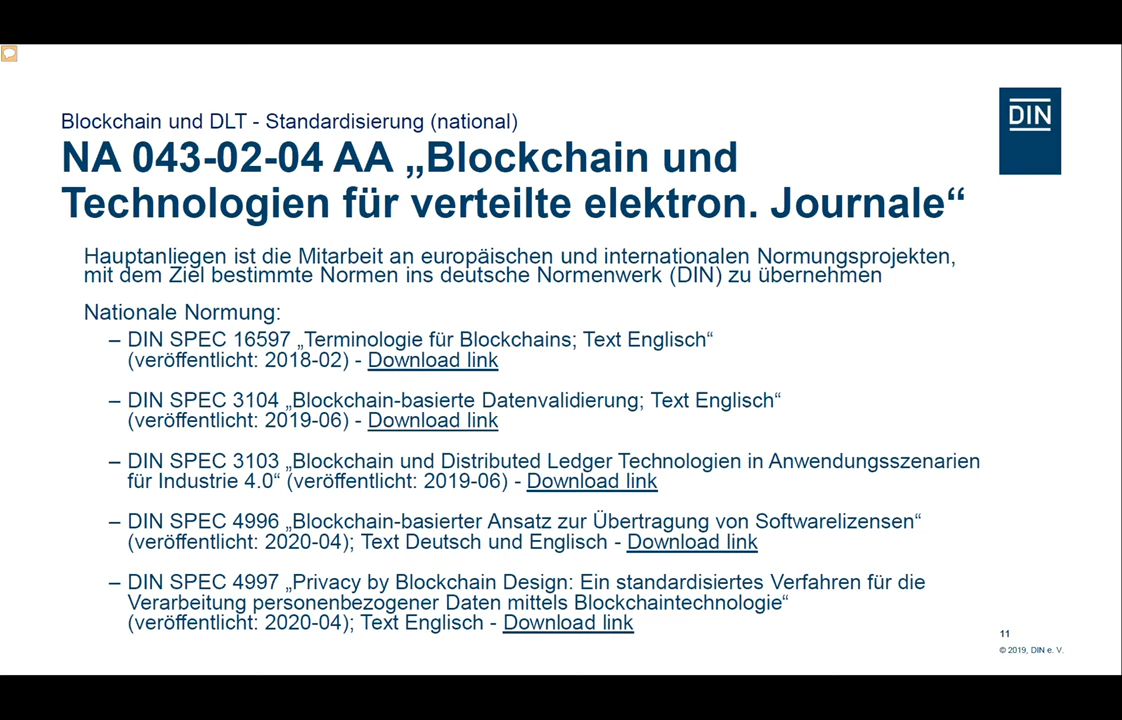 DIN
Blockchain und DLT - Standardisierung (national)
NA 043-02-04 AA „Blockchain und
Technologien für verteilte elektron. Journale“
Hauptanliegen ist die Mitarbeit an europäischen und internationalen Normungsprojekten,
mit dem Ziel bestimmte Normen ins deutsche Normenwerk (DIN) zu übernehmen
Nationale Normung:
– DIN SPEC 16597 „Terminologie für Blockchains; Text Englisch“
(veröffentlicht: 2018-02) - Download link
– DIN SPEC 3104 „Blockchain-basierte Datenvalidierung; Text Englisch“
(veröffentlicht: 2019-06) - Download link
– DIN SPEC 3103 „Blockchain und Distributed Ledger Technologien in Anwendungsszenarien
für Industrie 4.0“ (veröffentlicht: 2019-06) - Download link
– DIN SPEC 4996 „Blockchain-basierter Ansatz zur Übertragung von Softwarelizensen“
(veröffentlicht: 2020-04); Text Deutsch und Englisch - Download link
– DIN SPEC 4997 „Privacy by Blockchain Design: Ein standardisiertes Verfahren für die
Verarbeitung personenbezogener Daten mittels Blockchaintechnologie“
(veröffentlicht: 2020-04); Text Englisch - Download link
11
© 2019, DIN e. V.